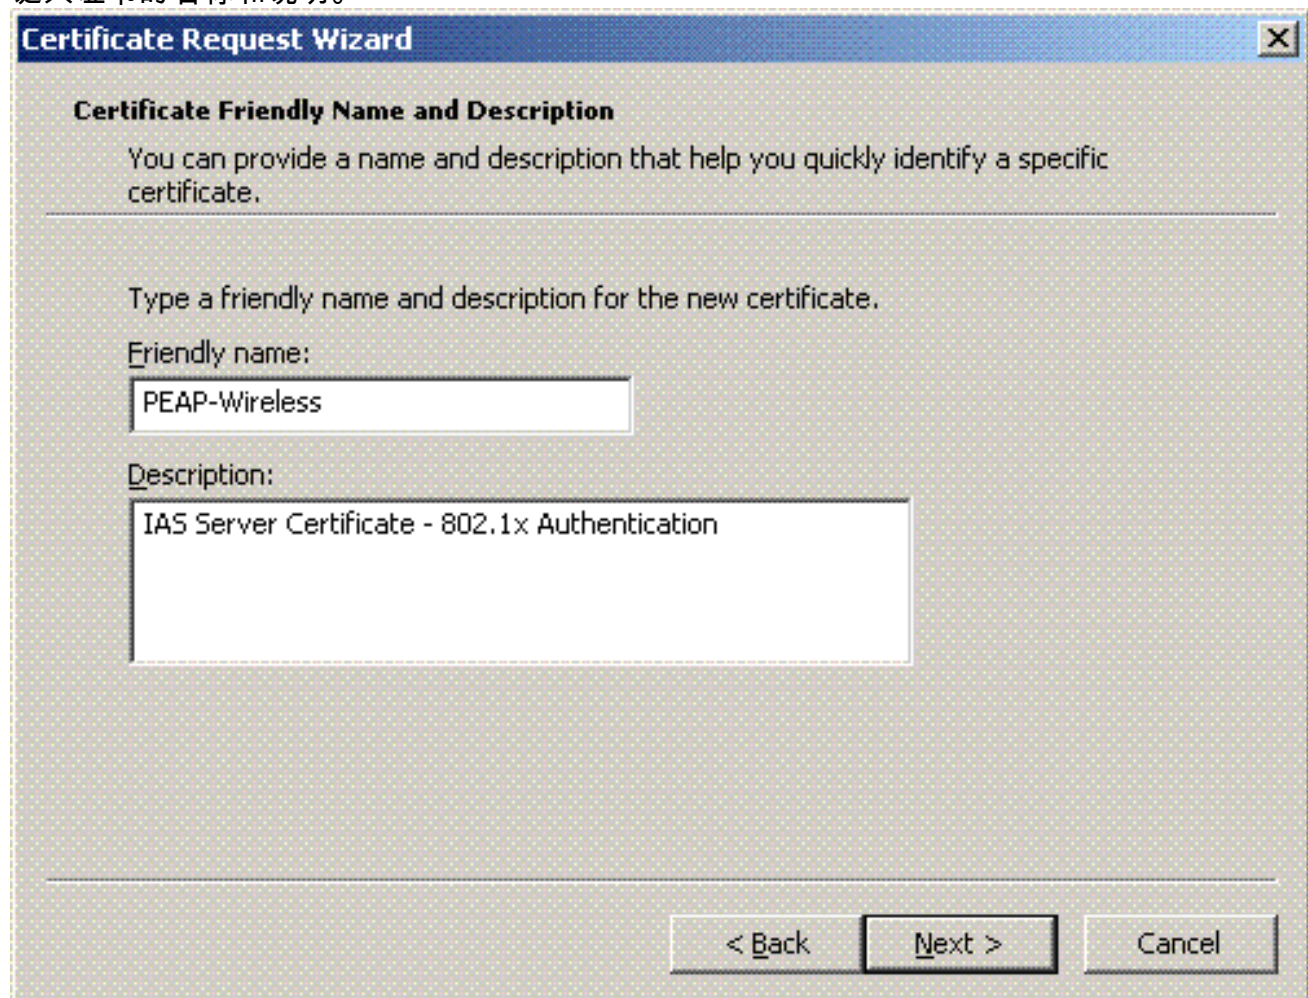 Certificate Request Wizard
Certificate Friendly Name and Description
You can provide a name and description that help you quickly identify a specific
certificate.
Type a friendly name and description for the new certificate.
Friendly name:
PEAP-Wireless
Description:
IAS Server Certificate - 802.1x Authentication
< Back
Next >
Cancel